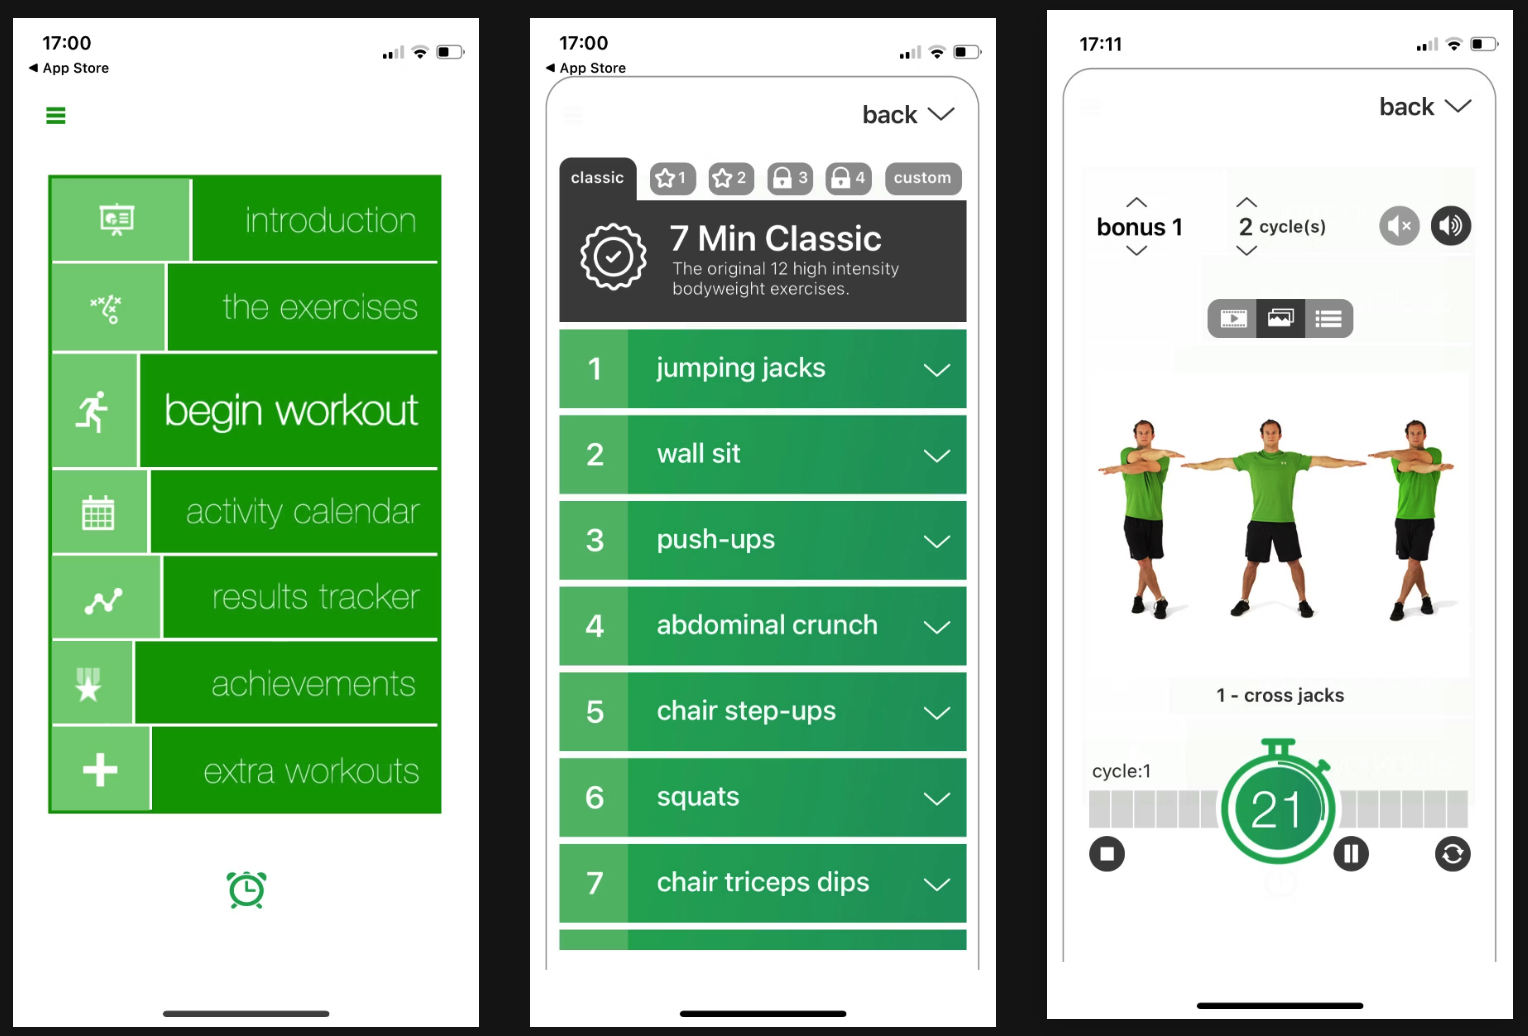 17:00
◀ App Store
introduction
the exercises
begin workout
activity calendar
results tracker
achievements
extra workouts
17:00
◀ App Store
back
classic
1
2
3
4
custom
7 Min Classic
The original 12 high intensity
bodyweight exercises.
1 jumping jacks
2 wall sit
3 push-ups
4 abdominal crunch
5 chair step-ups
6 squats
7 chair triceps dips
17:11
back
bonus 1
2 cycle(s)
1 - cross jacks
cycle:1
21